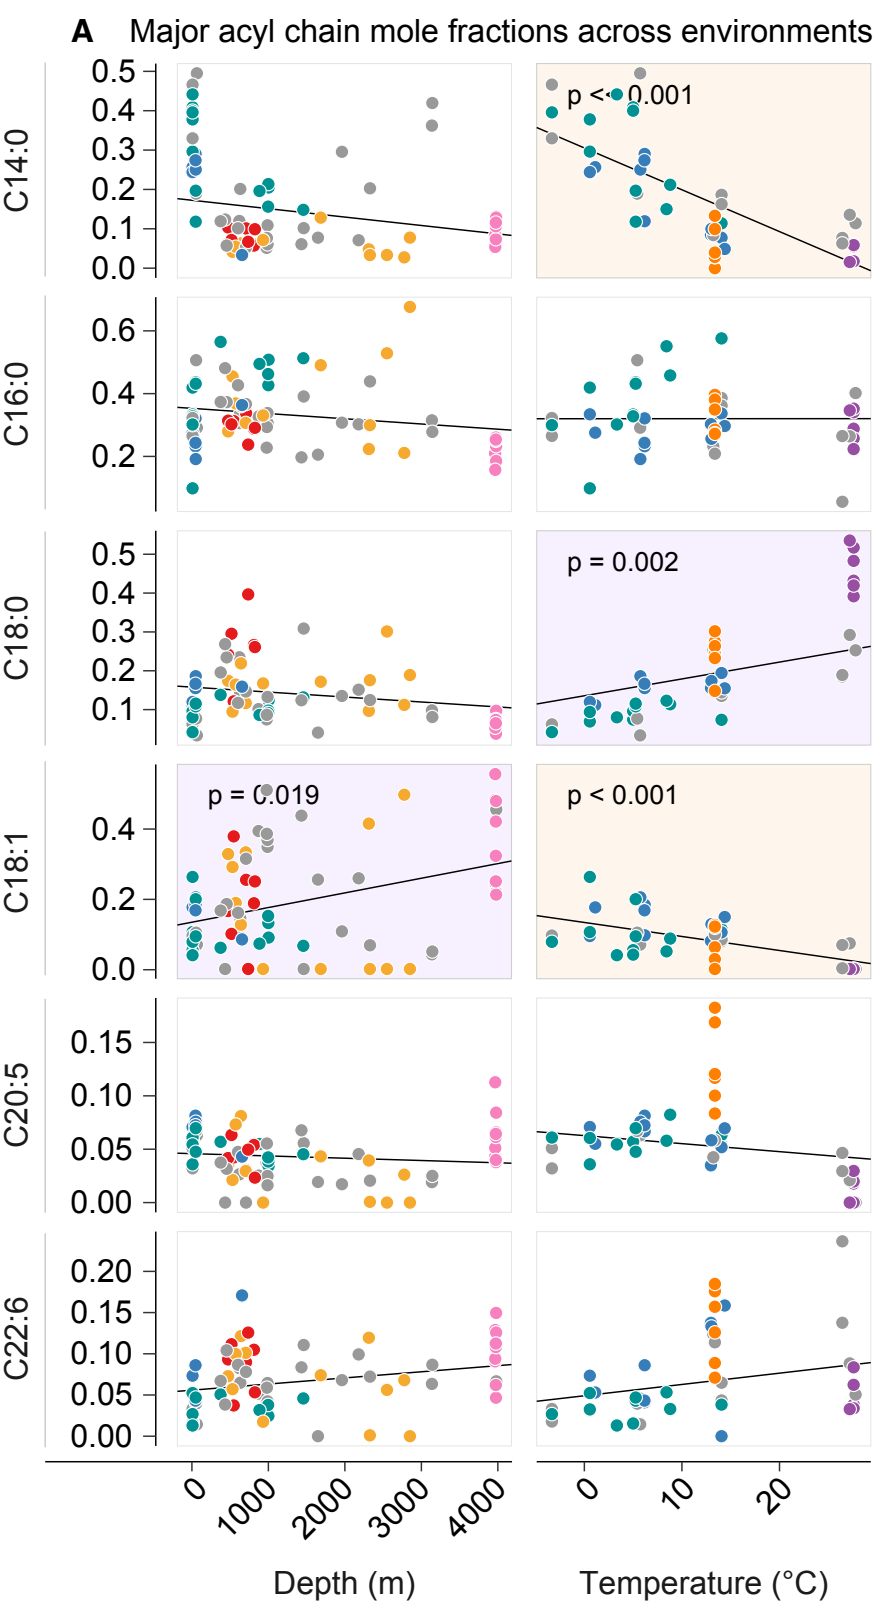 A Major acyl chain mole fractions across environments
C14:0
0.5
0.4
0.3
0.2
0.1
0.0
p << 0.001
C16:0
0.6
0.4
0.2
C18:0
0.5
0.4
0.3
0.2
0.1
p = 0.002
C18:1
0.4
0.2
0.0
p = 0.019
p < 0.001
C20:5
0.15
0.10
0.05
0.00
C22:6
0.20
0.15
0.10
0.05
0.00
0 1000 2000 3000 4000
0 10 20
Depth (m)
Temperature (°C)